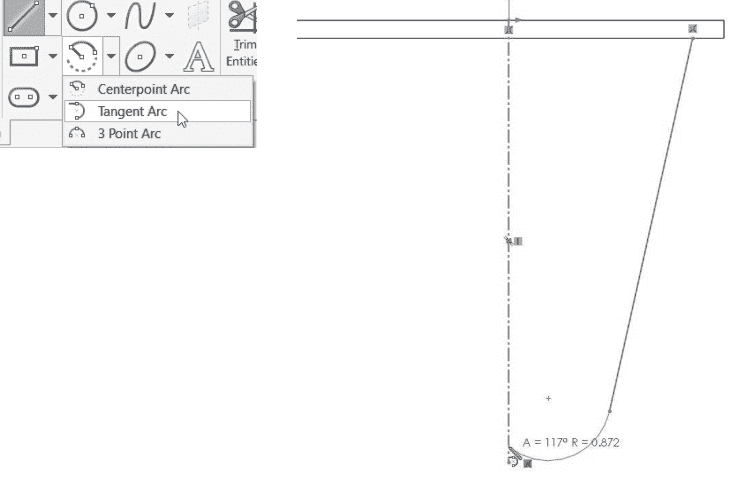 Trim
Entitie
Centerpoint Arc
Tangent Arc
3 Point Arc
A = 117° R = 0.872